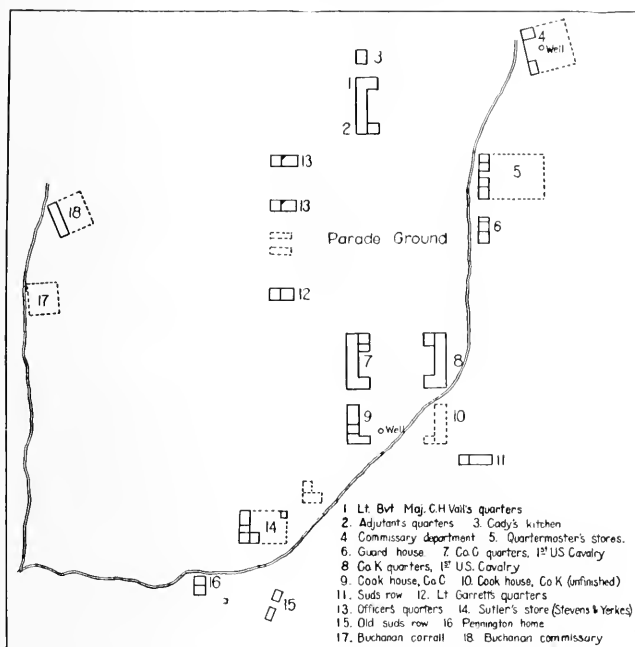 4
Well
3
1
2
13
5
18
13
6
Parade Ground
17
12
7
8
9
Well
10
11
14
16
15
1 Lt. Bvt Maj. C.H Vail's quarters
2. Adjutants quarters 3. Cady's kitchen
4 Commissary department 5. Quartermoster's stores.
6. Guard house 7. Co. C quarters, 1st US Cavalry
8 Co K quarters, 1st U.S. Cavalry
9. Cook house, Co C 10. Cook house, Co K (unfinished)
11. Suds row 12. Lt Garrett's quarters
13. Officers quarters 14. Sutler's store (Stevens & Yerkes)
15. Old suds row 16 Pennington home
17. Buchanan corrall 18 Buchanan commissary